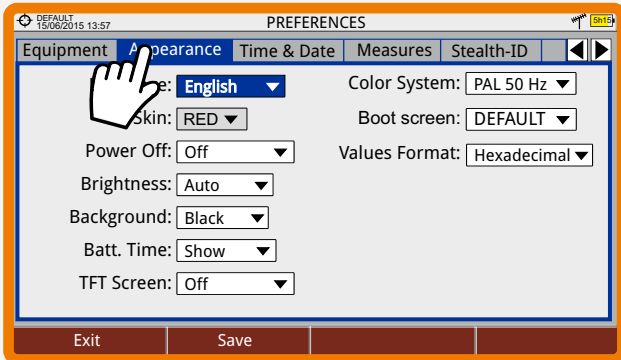 DEFAULT
15/06/2015 13:57
PREFERENCES
5h15
Equipment Appearance Time & Date Measures Stealth-ID
English
Color System: PAL 50 Hz
Skin: RED
Boot screen: DEFAULT
Power Off: Off
Values Format: Hexadecimal
Brightness: Auto
Background: Black
Batt. Time: Show
TFT Screen: Off
Exit Save